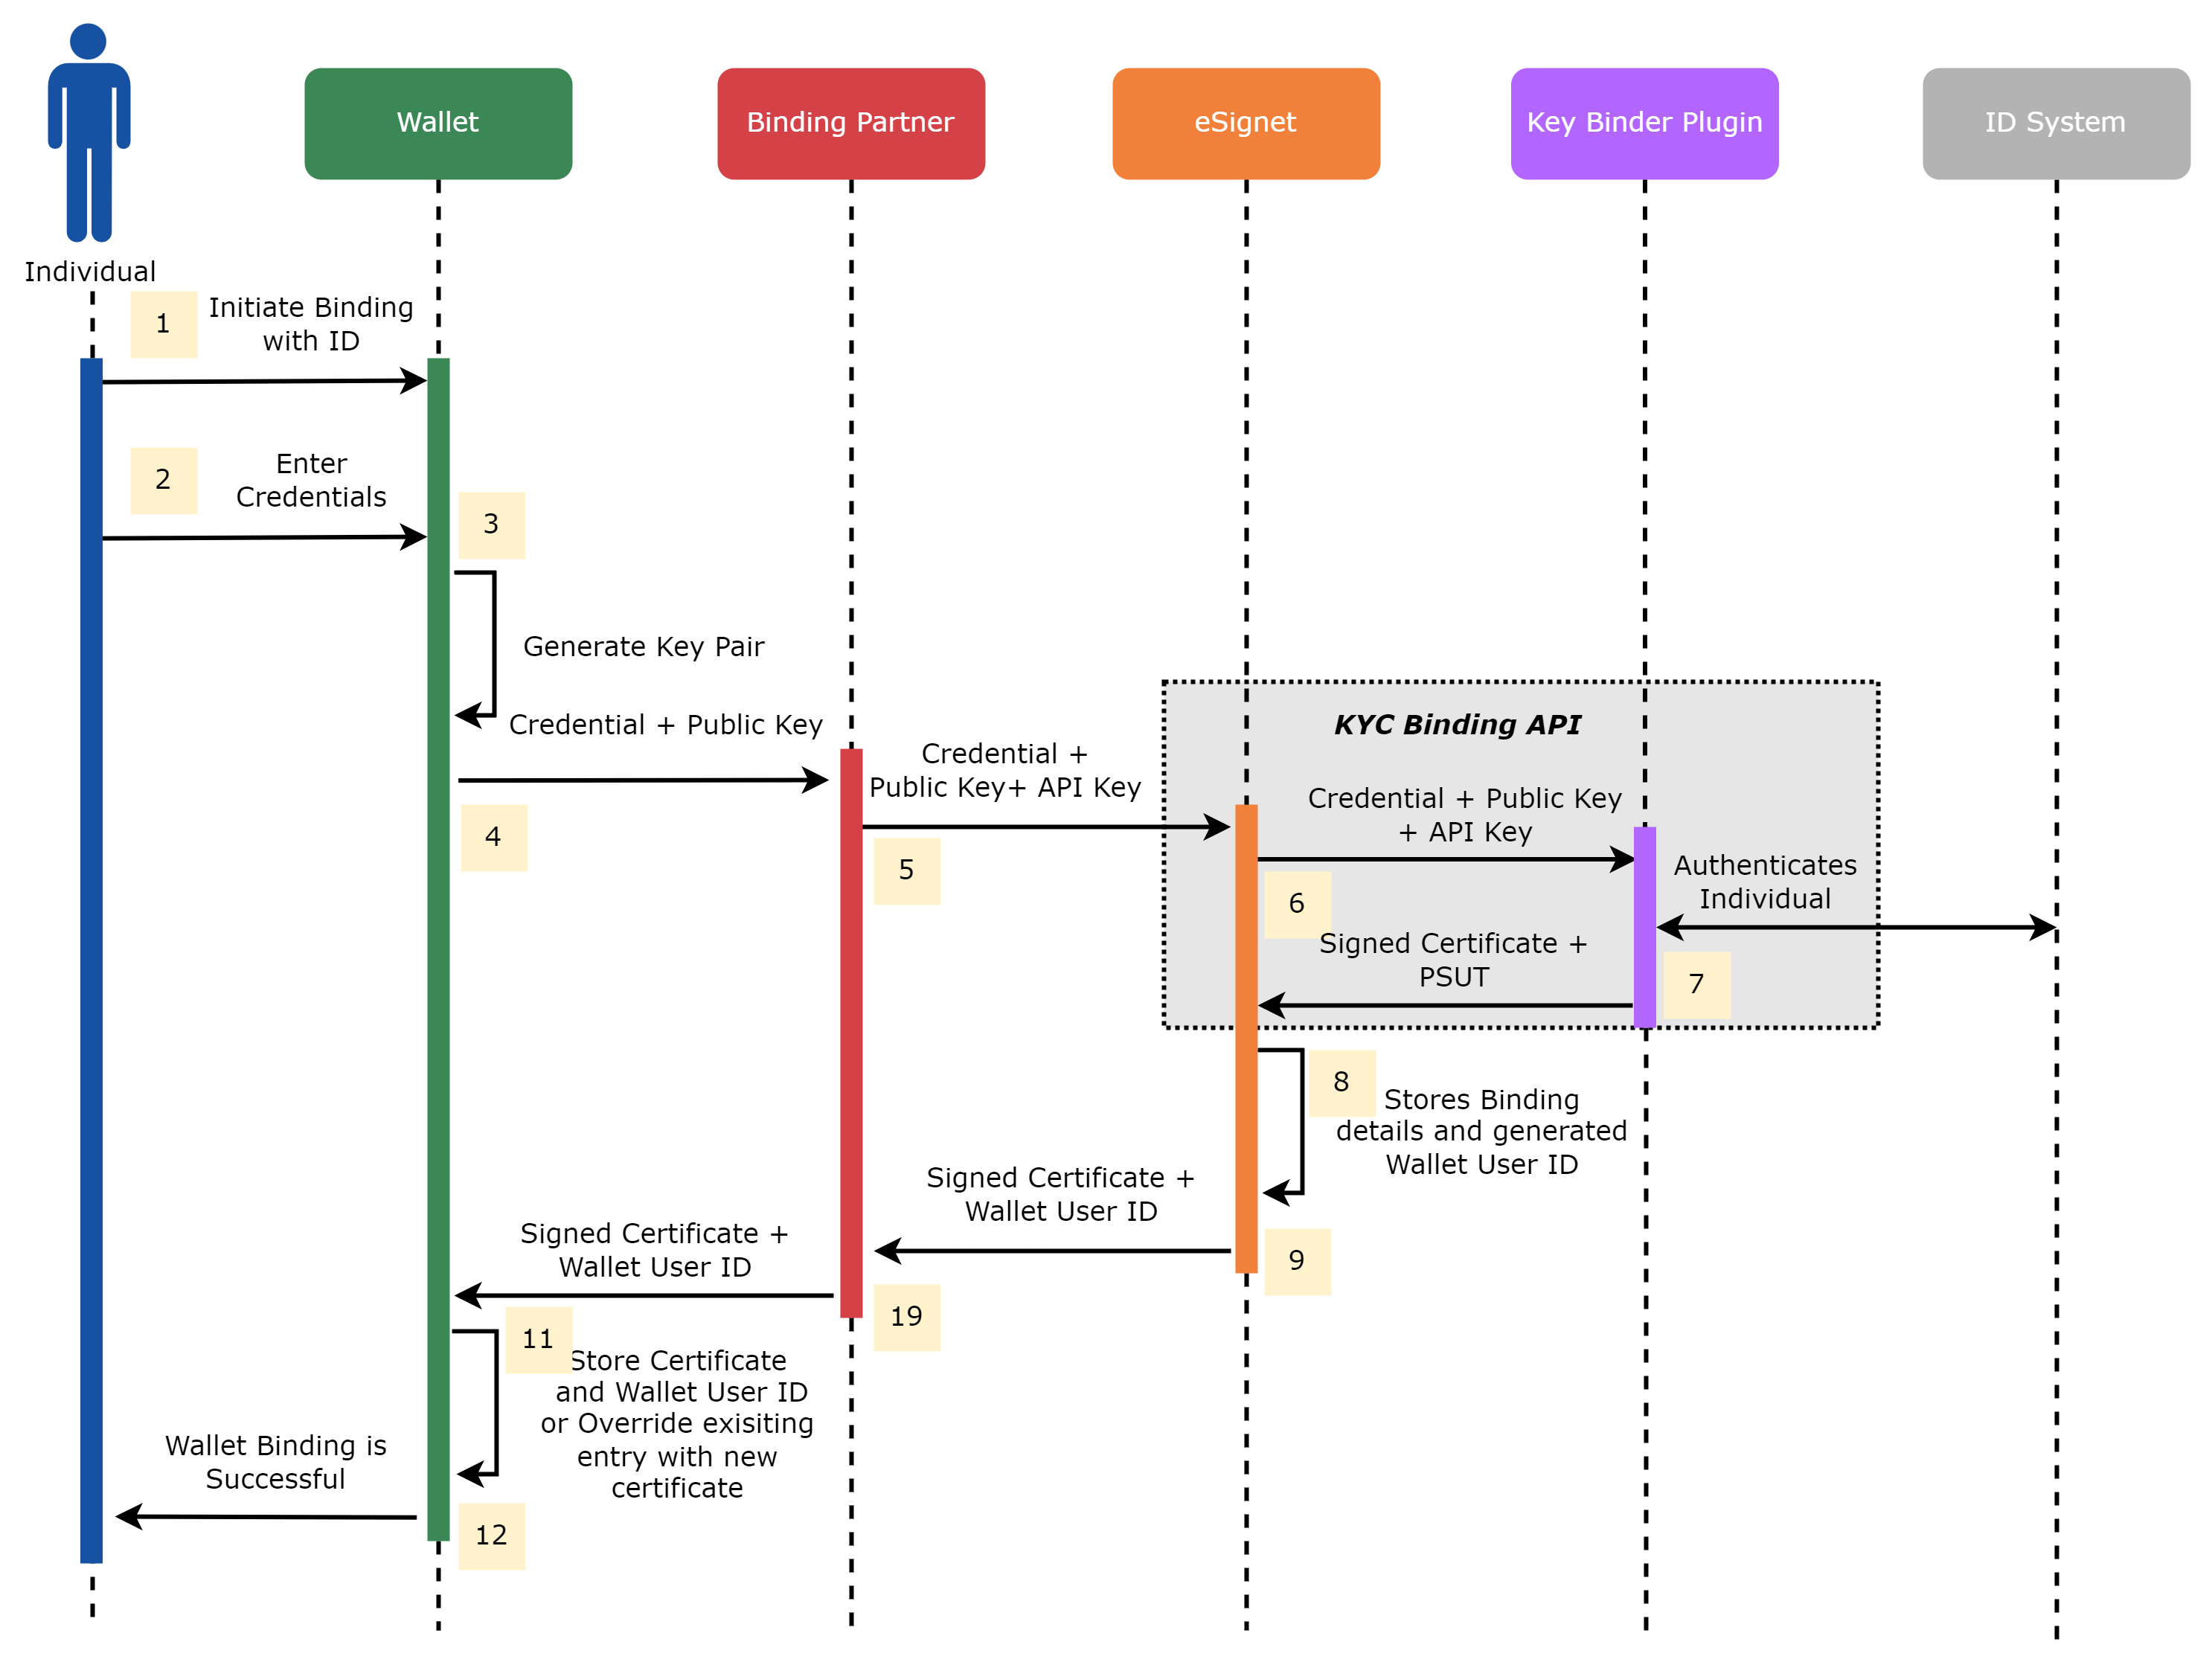 Wallet
Binding Partner
eSignet
Key Binder Plugin
ID System
Individual
1
Initiate Binding
with ID
2
Enter
Credentials
3
Generate Key Pair
Credential + Public Key
4
Credential +
Public Key+ API Key
5
KYC Binding API
Credential + Public Key
+ API Key
6
Authenticates
Individual
7
Signed Certificate +
PSUT
8
Stores Binding
details and generated
Wallet User ID
Signed Certificate +
Wallet User ID
9
Signed Certificate +
Wallet User ID
19
11
Store Certificate
and Wallet User ID
or Override exisiting
entry with new
certificate
Wallet Binding is
Successful
12